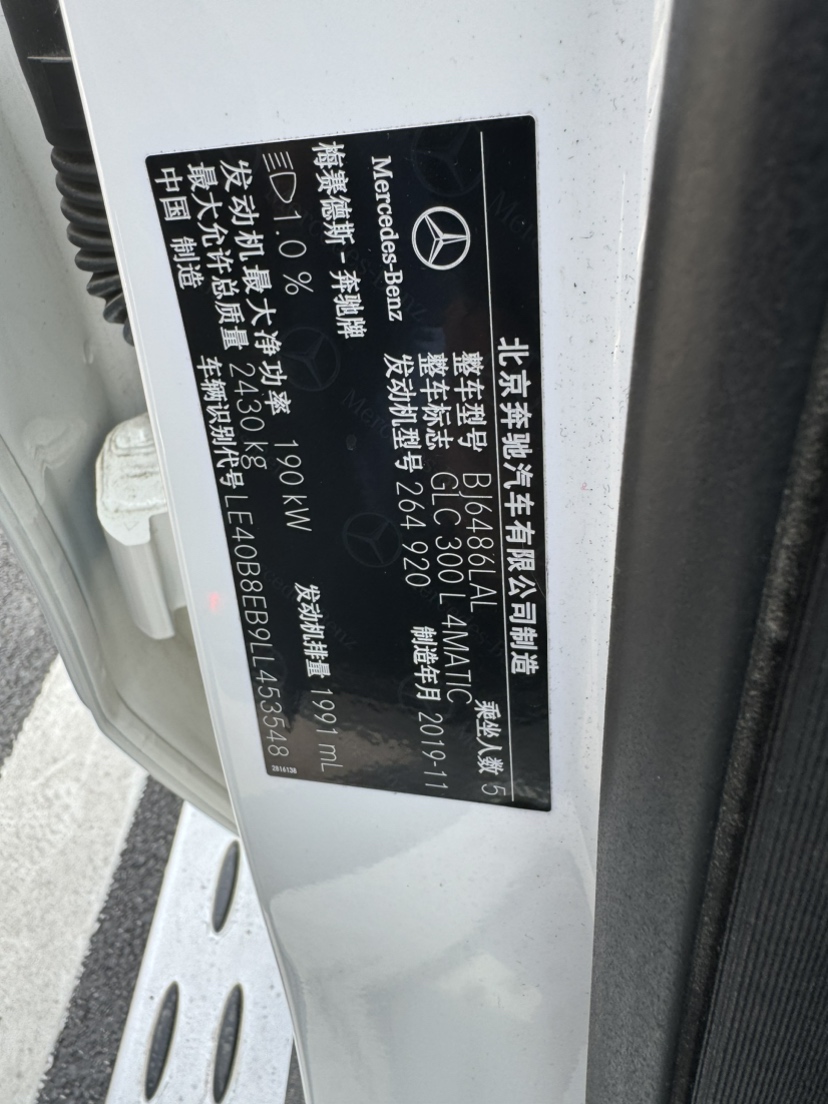 北京奔驰汽车有限公司制造
Mercedes-Benz
整车型号 BJ6486LAL 乘坐人数 5
整车标志 GLC 300 L 4MATIC
发动机型号 264 920 制造年月 2019-11
梅赛德斯-奔驰牌
1.0 %
发动机最大净功率 190 kW 发动机排量 1991 mL
最大允许总质量 2430 kg
中国 制造 车辆识别代号 LE40B8EB9LL453548